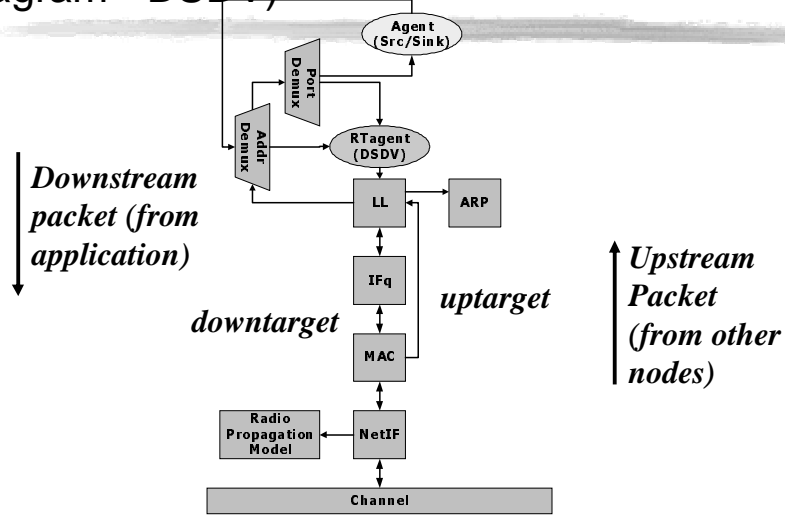 DSDV)
Agent
(Src/Sink)
Port
Demux
Addr
Demux
RTagent
(DSDV)
Downstream
packet (from
application)
LL
ARP
IFq
uptarget
downtarget
Upstream
Packet
(from other
nodes)
MAC
Radio
Propagation
Model
NetIF
Channel